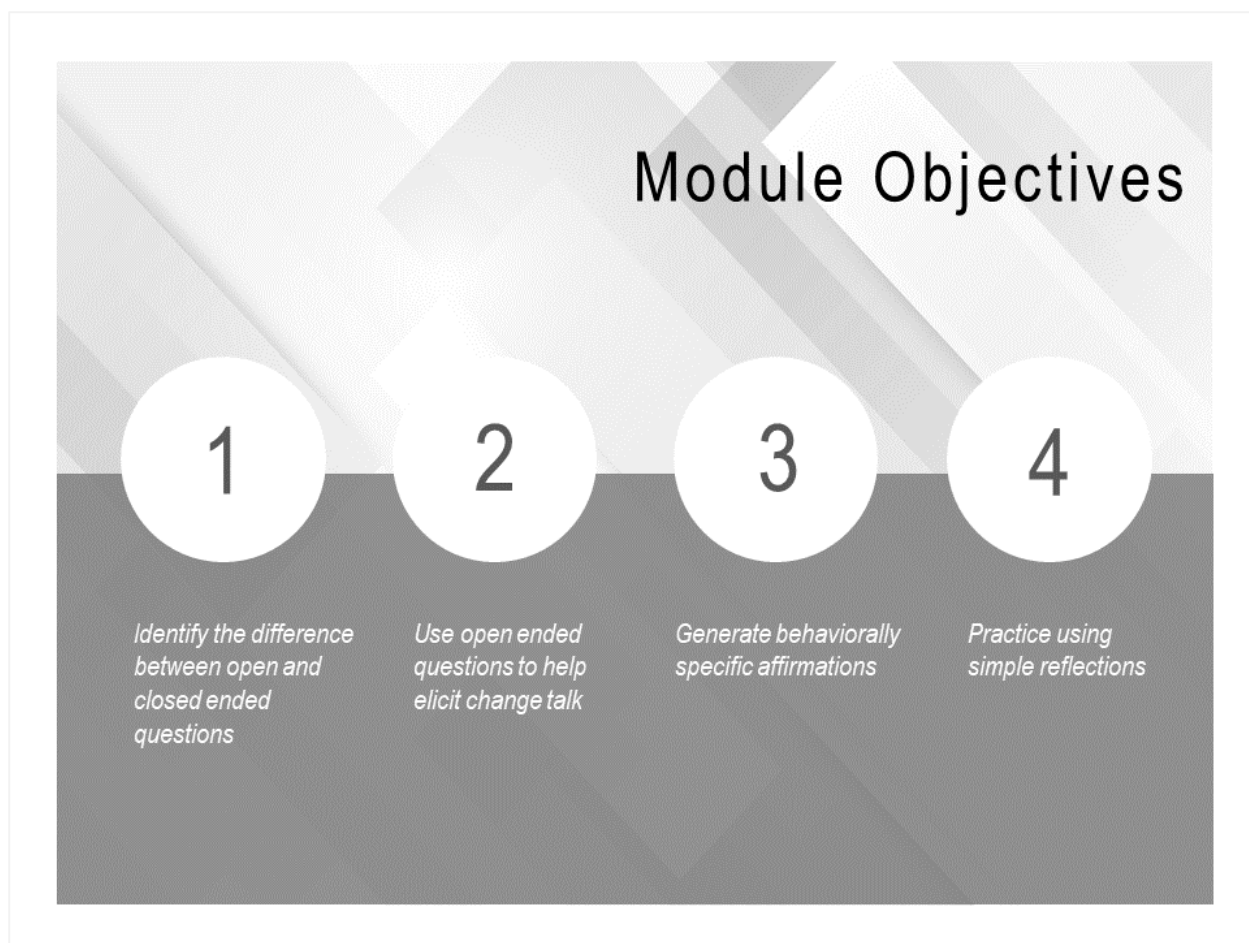 Module Objectives
1
Identify the difference
between open and
closed ended
questions
2
Use open ended
questions to help
elicit change talk
3
Generate behaviorally
specific affirmations
4
Practice using
simple reflections